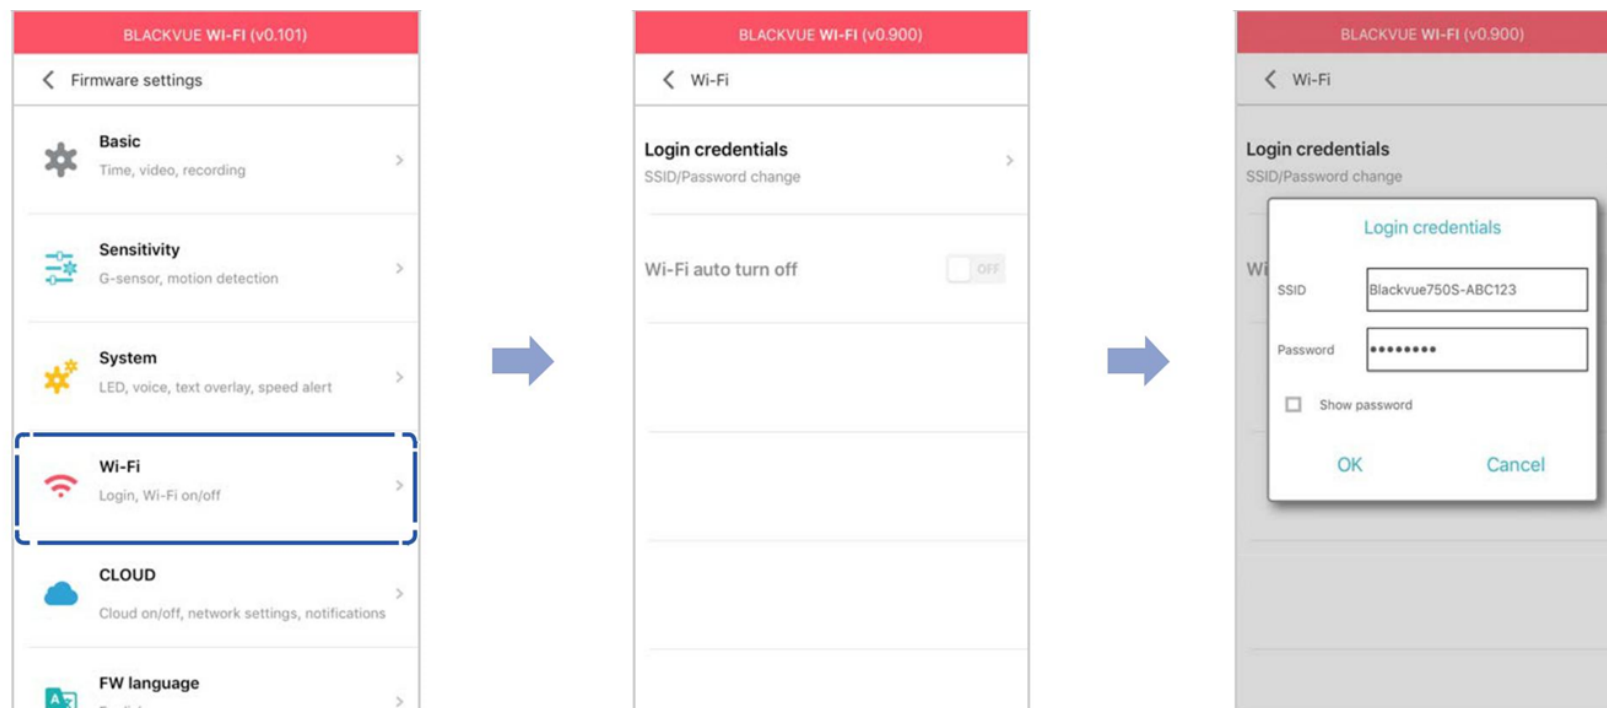 BLACKVUE WI-FI (v0.101)
Firmware settings
Basic
Time, video, recording
Sensitivity
G-sensor, motion detection
System
LED, voice, text overlay, speed alert
Wi-Fi
Login, Wi-Fi on/off
CLOUD
Cloud on/off, network settings, notifications
FW language
BLACKVUE WI-FI (v0.900)
Wi-Fi
Login credentials
SSID/Password change
Wi-Fi auto turn off
OFF
BLACKVUE WI-FI (v0.900)
Wi-Fi
Login credentials
SSID/Password change
Wi
Login credentials
SSID
Blackvue750S-ABC123
Password
••••••••
Show password
OK
Cancel